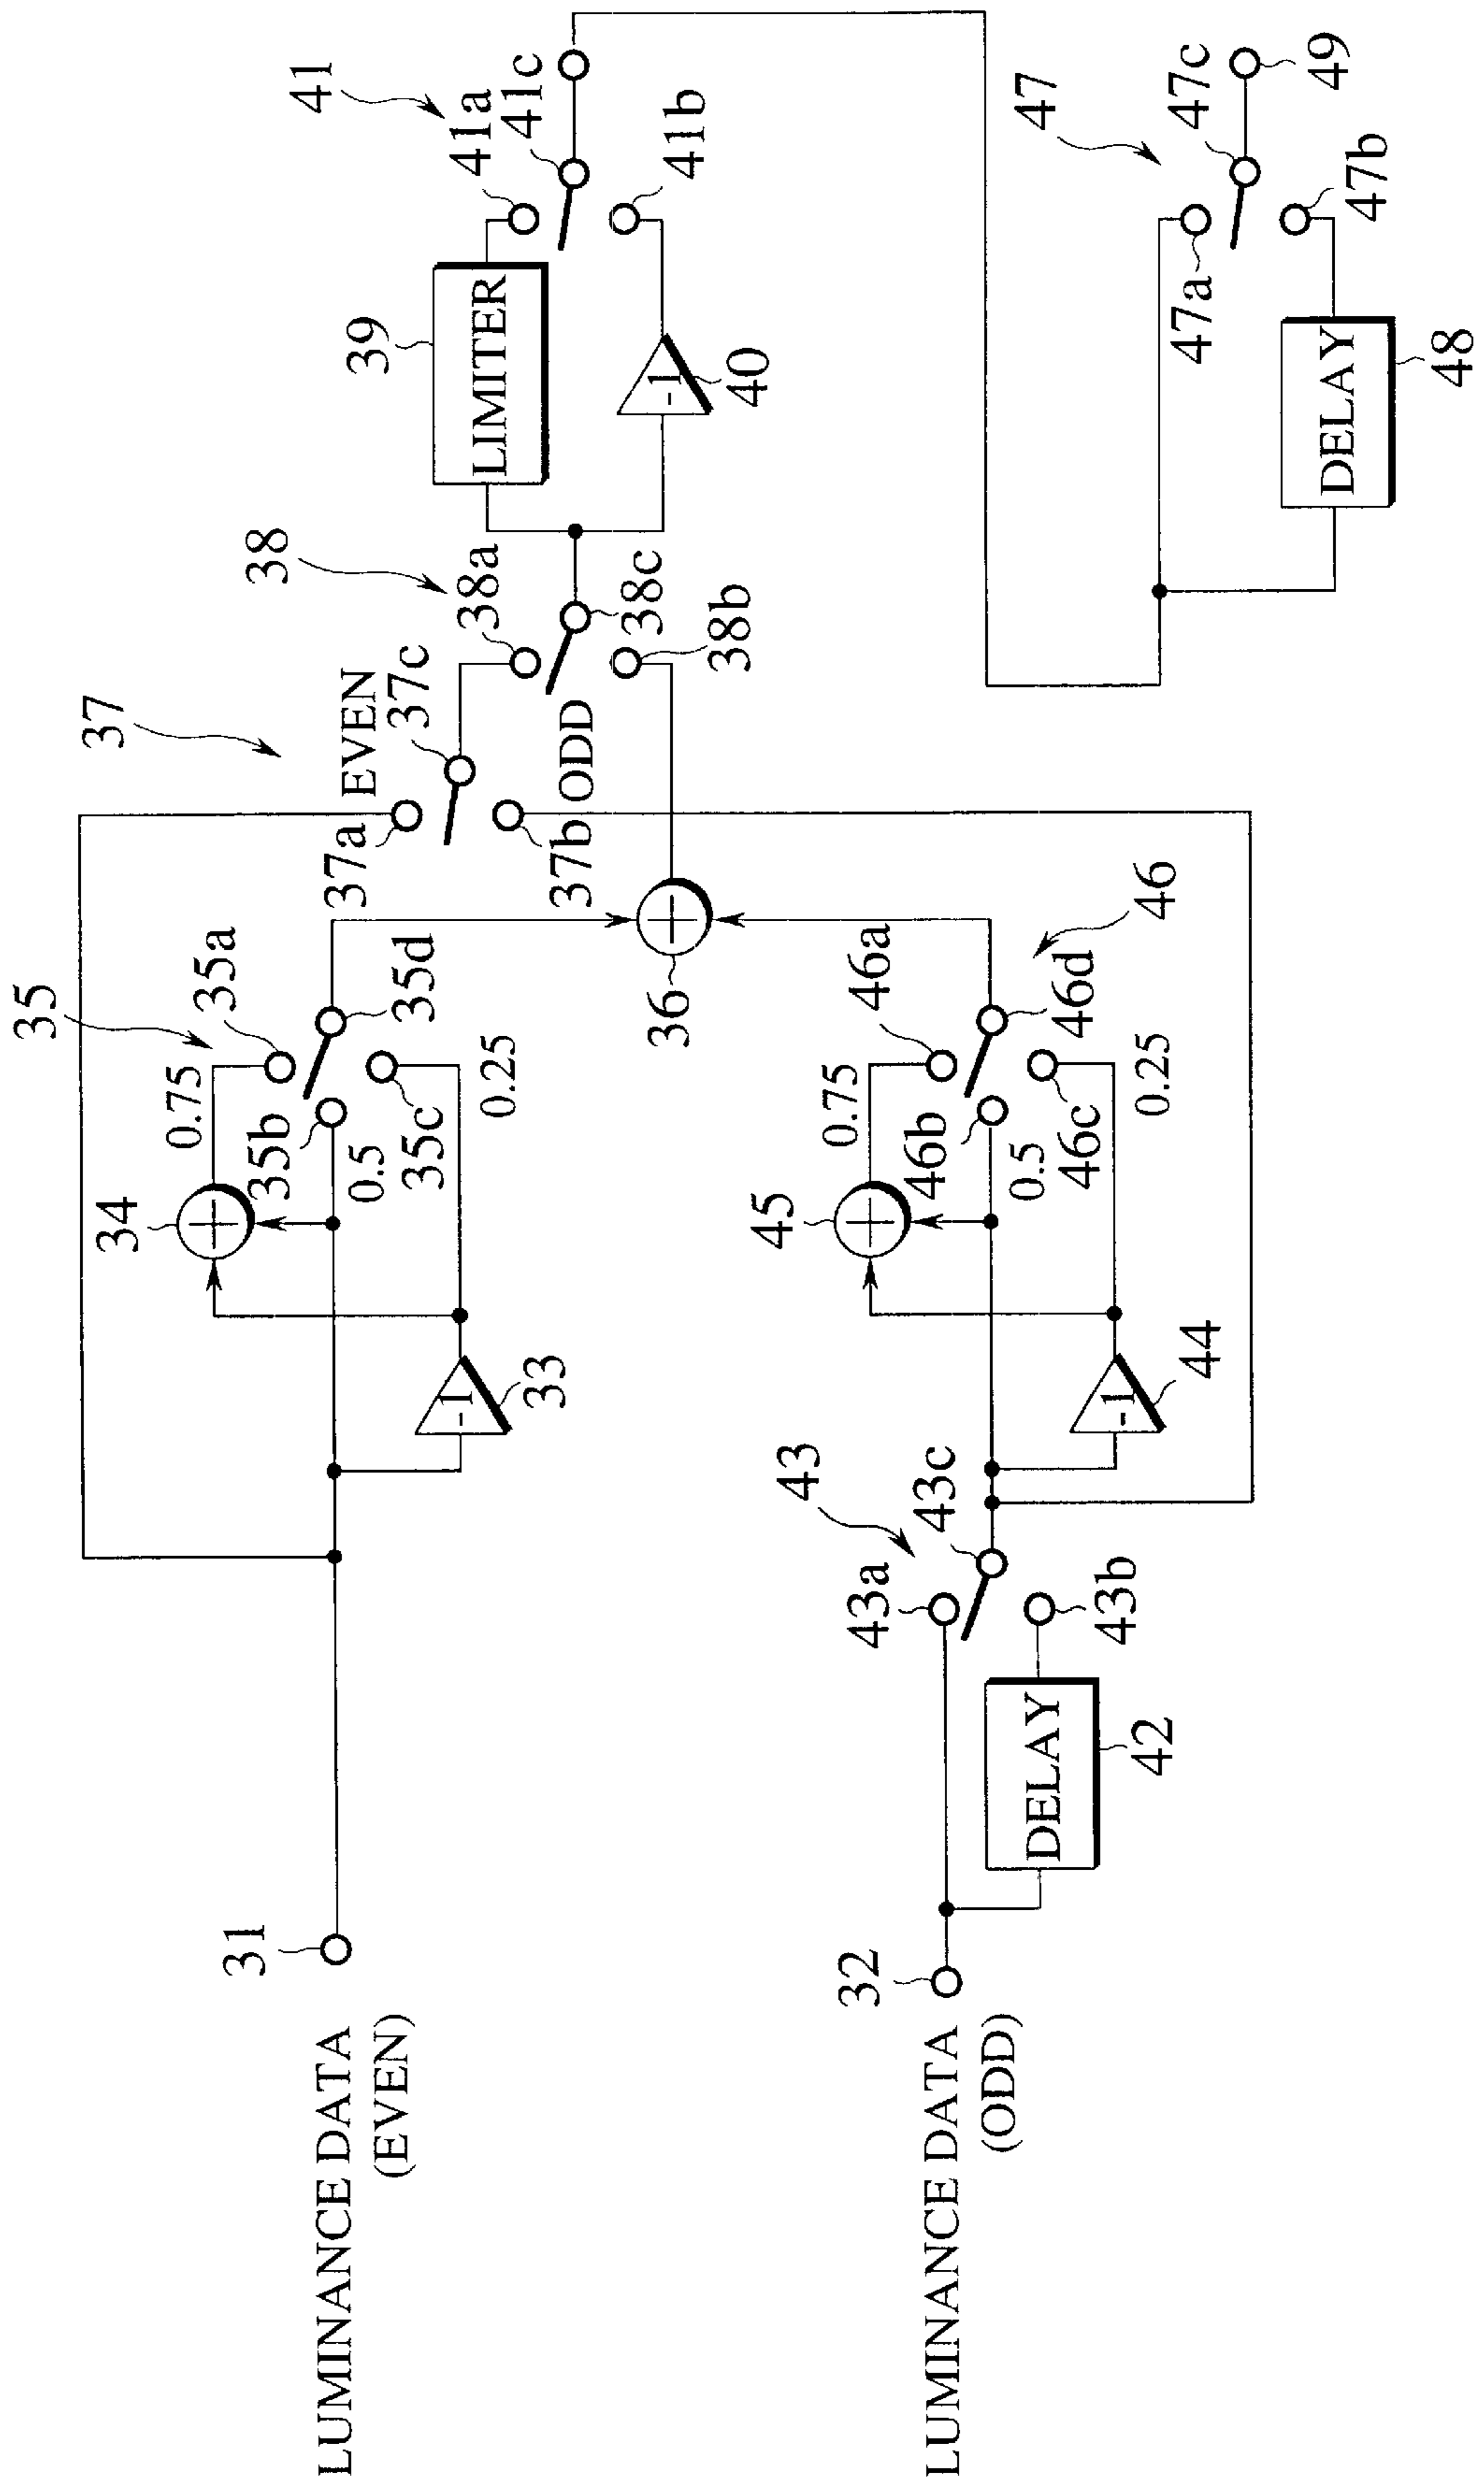 LUMINANCE DATA
(EVEN)
31
35
34
0.75
35a
35b
0.5
35c
35d
0.25
-1
33
37
37a
EVEN
37c
37b
ODD
36
38
38a
38c
38b
39
LIMITER
-1
40
41
41a
41c
41b
LUMINANCE DATA
(ODD)
32
DELAY
42
43
43a
43c
43b
-1
44
45
0.75
46a
46b
0.5
46c
46d
0.25
46
47
47a
47c
47b
DELAY
48
49